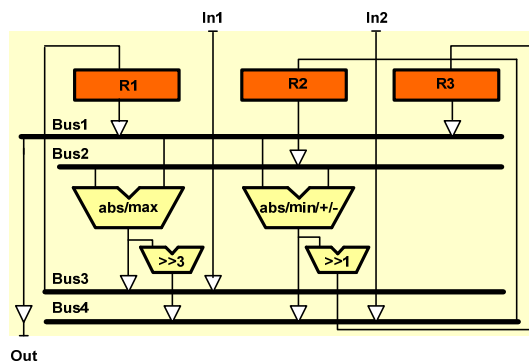 In1 In2
R1 R2 R3
Bus1
Bus2
abs/max abs/min/+/-
>>3 >>1
Bus3
Bus4
Out